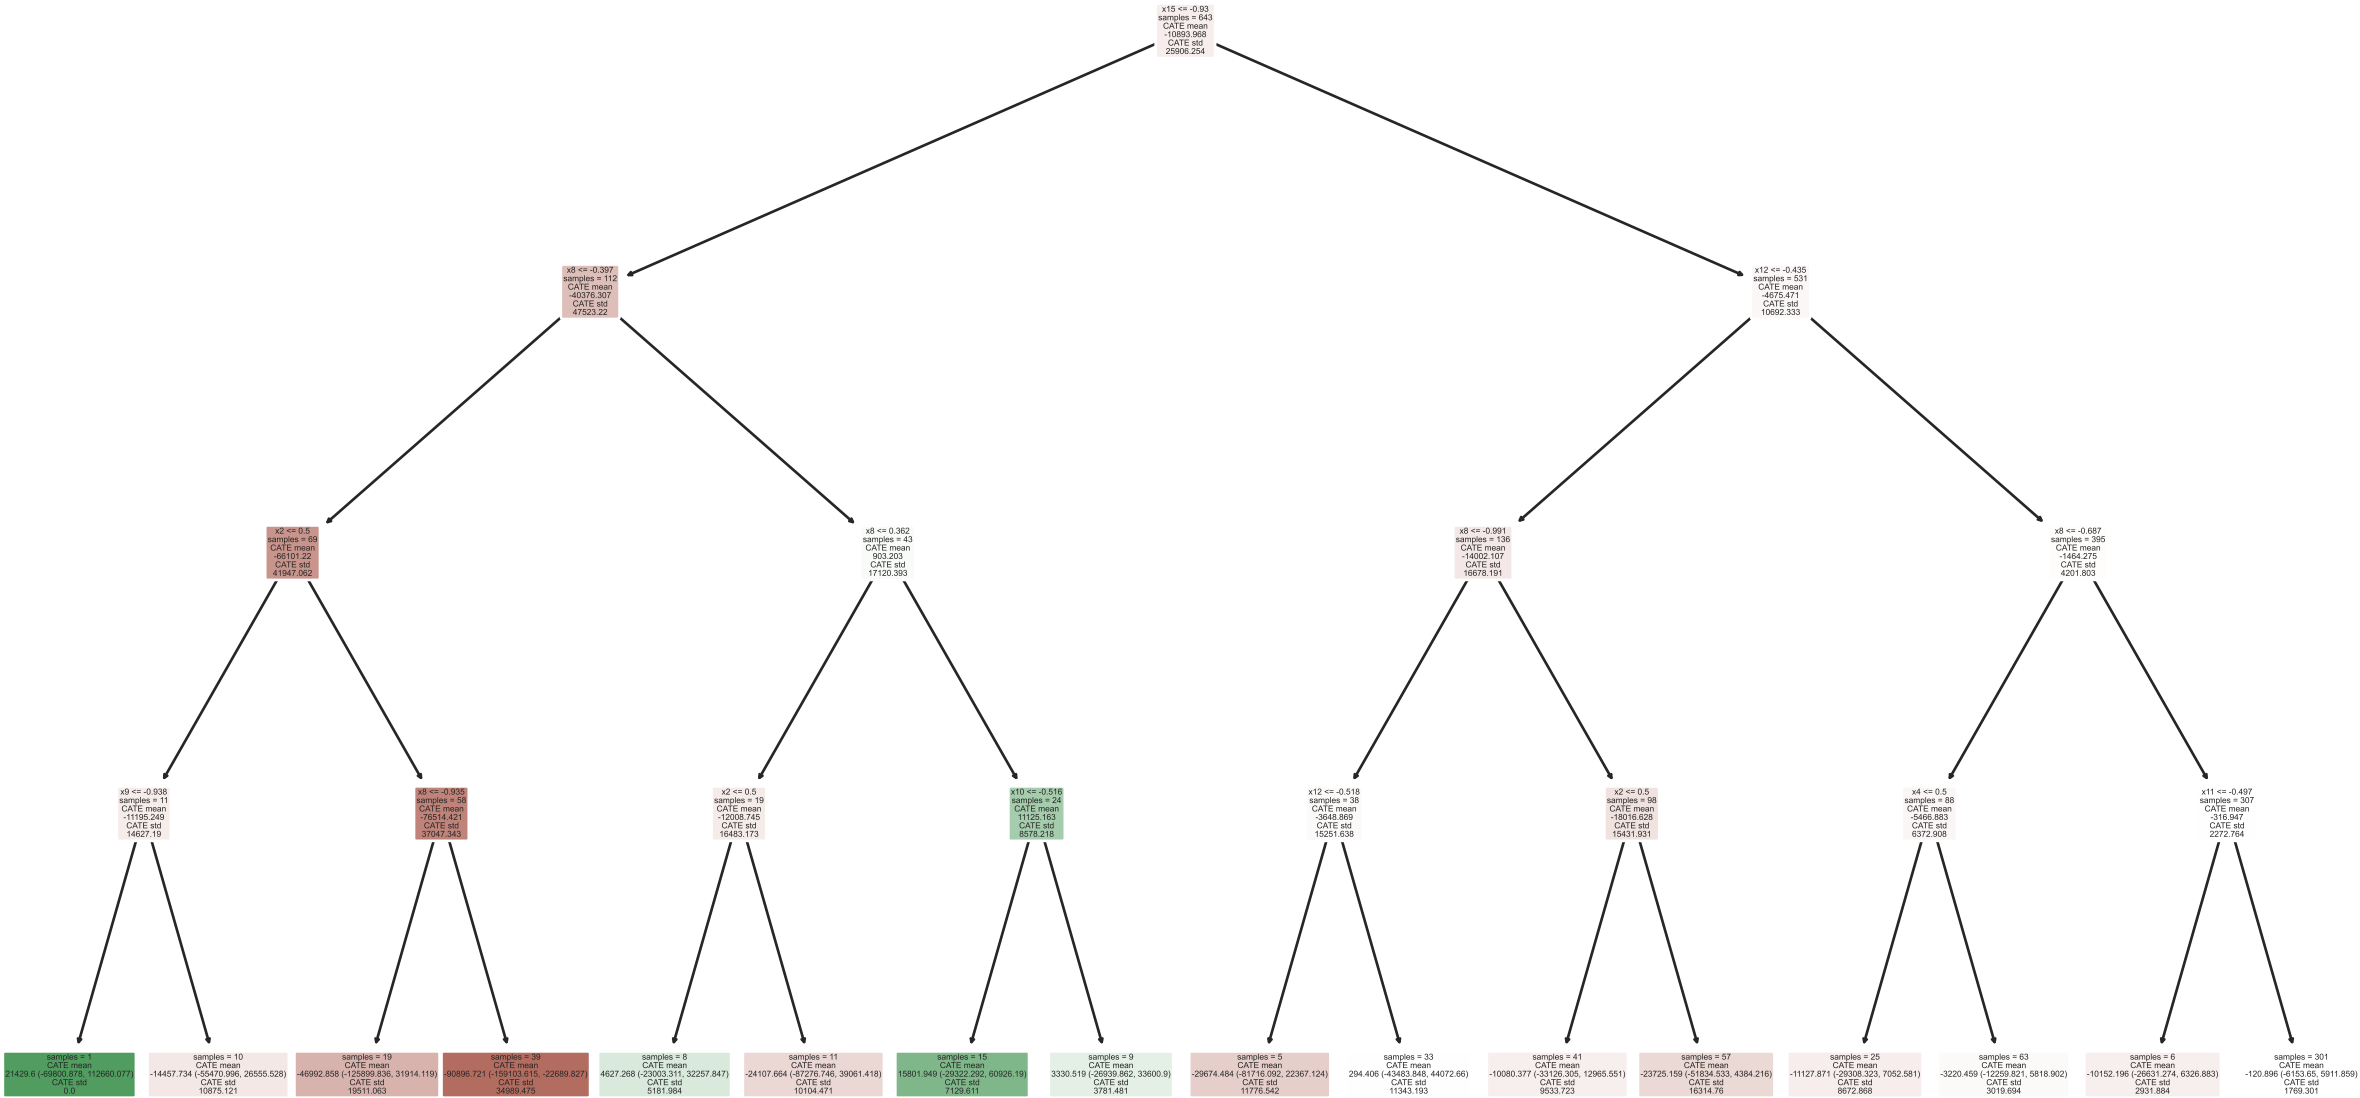 x15 <= -0.93
samples = 643
CATE mean
-10893.968
CATE std
25906.254
x8 <= -0.397
samples = 112
CATE mean
-40376.307
CATE std
47523.22
x12 <= -0.435
samples = 531
CATE mean
-4675.471
CATE std
10692.333
x2 <= 0.5
samples = 69
CATE mean
-66101.22
CATE std
41947.062
x8 <= 0.362
samples = 43
CATE mean
903.203
CATE std
17120.393
x8 <= -0.991
samples = 136
CATE mean
-14002.107
CATE std
16678.191
x8 <= -0.687
samples = 395
CATE mean
-1464.275
CATE std
4201.803
x9 <= -0.938
samples = 11
CATE mean
-11195.249
CATE std
14627.19
x8 <= -0.935
samples = 58
CATE mean
-76514.421
CATE std
37047.343
x2 <= 0.5
samples = 19
CATE mean
-12008.745
CATE std
16483.173
x10 <= -0.516
samples = 24
CATE mean
11125.163
CATE std
8578.218
x12 <= -0.518
samples = 38
CATE mean
-3648.869
CATE std
15251.638
x2 <= 0.5
samples = 98
CATE mean
-18016.628
CATE std
15431.931
x4 <= 0.5
samples = 88
CATE mean
-5466.883
CATE std
6372.908
x11 <= -0.497
samples = 307
CATE mean
-316.947
CATE std
2272.764
samples = 1
CATE mean
21429.6 (-69800.878, 112660.077)
CATE std
0.0
samples = 10
CATE mean
-14457.734 (-55470.996, 26555.528)
CATE std
10875.121
samples = 19
CATE mean
-46992.858 (-125899.836, 31914.119)
CATE std
19511.063
samples = 39
CATE mean
-90896.721 (-159103.615, -22689.827)
CATE std
34989.475
samples = 8
CATE mean
4627.268 (-23003.311, 32257.847)
CATE std
5181.984
samples = 11
CATE mean
-24107.664 (-87276.746, 39061.418)
CATE std
10104.471
samples = 15
CATE mean
15801.949 (-29322.292, 60926.19)
CATE std
7129.611
samples = 9
CATE mean
3330.519 (-26939.862, 33600.9)
CATE std
3781.481
samples = 5
CATE mean
-29674.484 (-81716.092, 22367.124)
CATE std
11776.542
samples = 33
CATE mean
294.406 (-43483.848, 44072.66)
CATE std
11343.193
samples = 41
CATE mean
-10080.377 (-33126.305, 12965.551)
CATE std
9533.723
samples = 57
CATE mean
-23725.159 (-51834.533, 4384.216)
CATE std
16314.76
samples = 25
CATE mean
-11127.871 (-29308.323, 7052.581)
CATE std
8672.868
samples = 63
CATE mean
-3220.459 (-12259.821, 5818.902)
CATE std
3019.694
samples = 6
CATE mean
-10152.196 (-26631.274, 6326.883)
CATE std
2931.884
samples = 301
CATE mean
-120.896 (-6153.65, 5911.859)
CATE std
1769.301